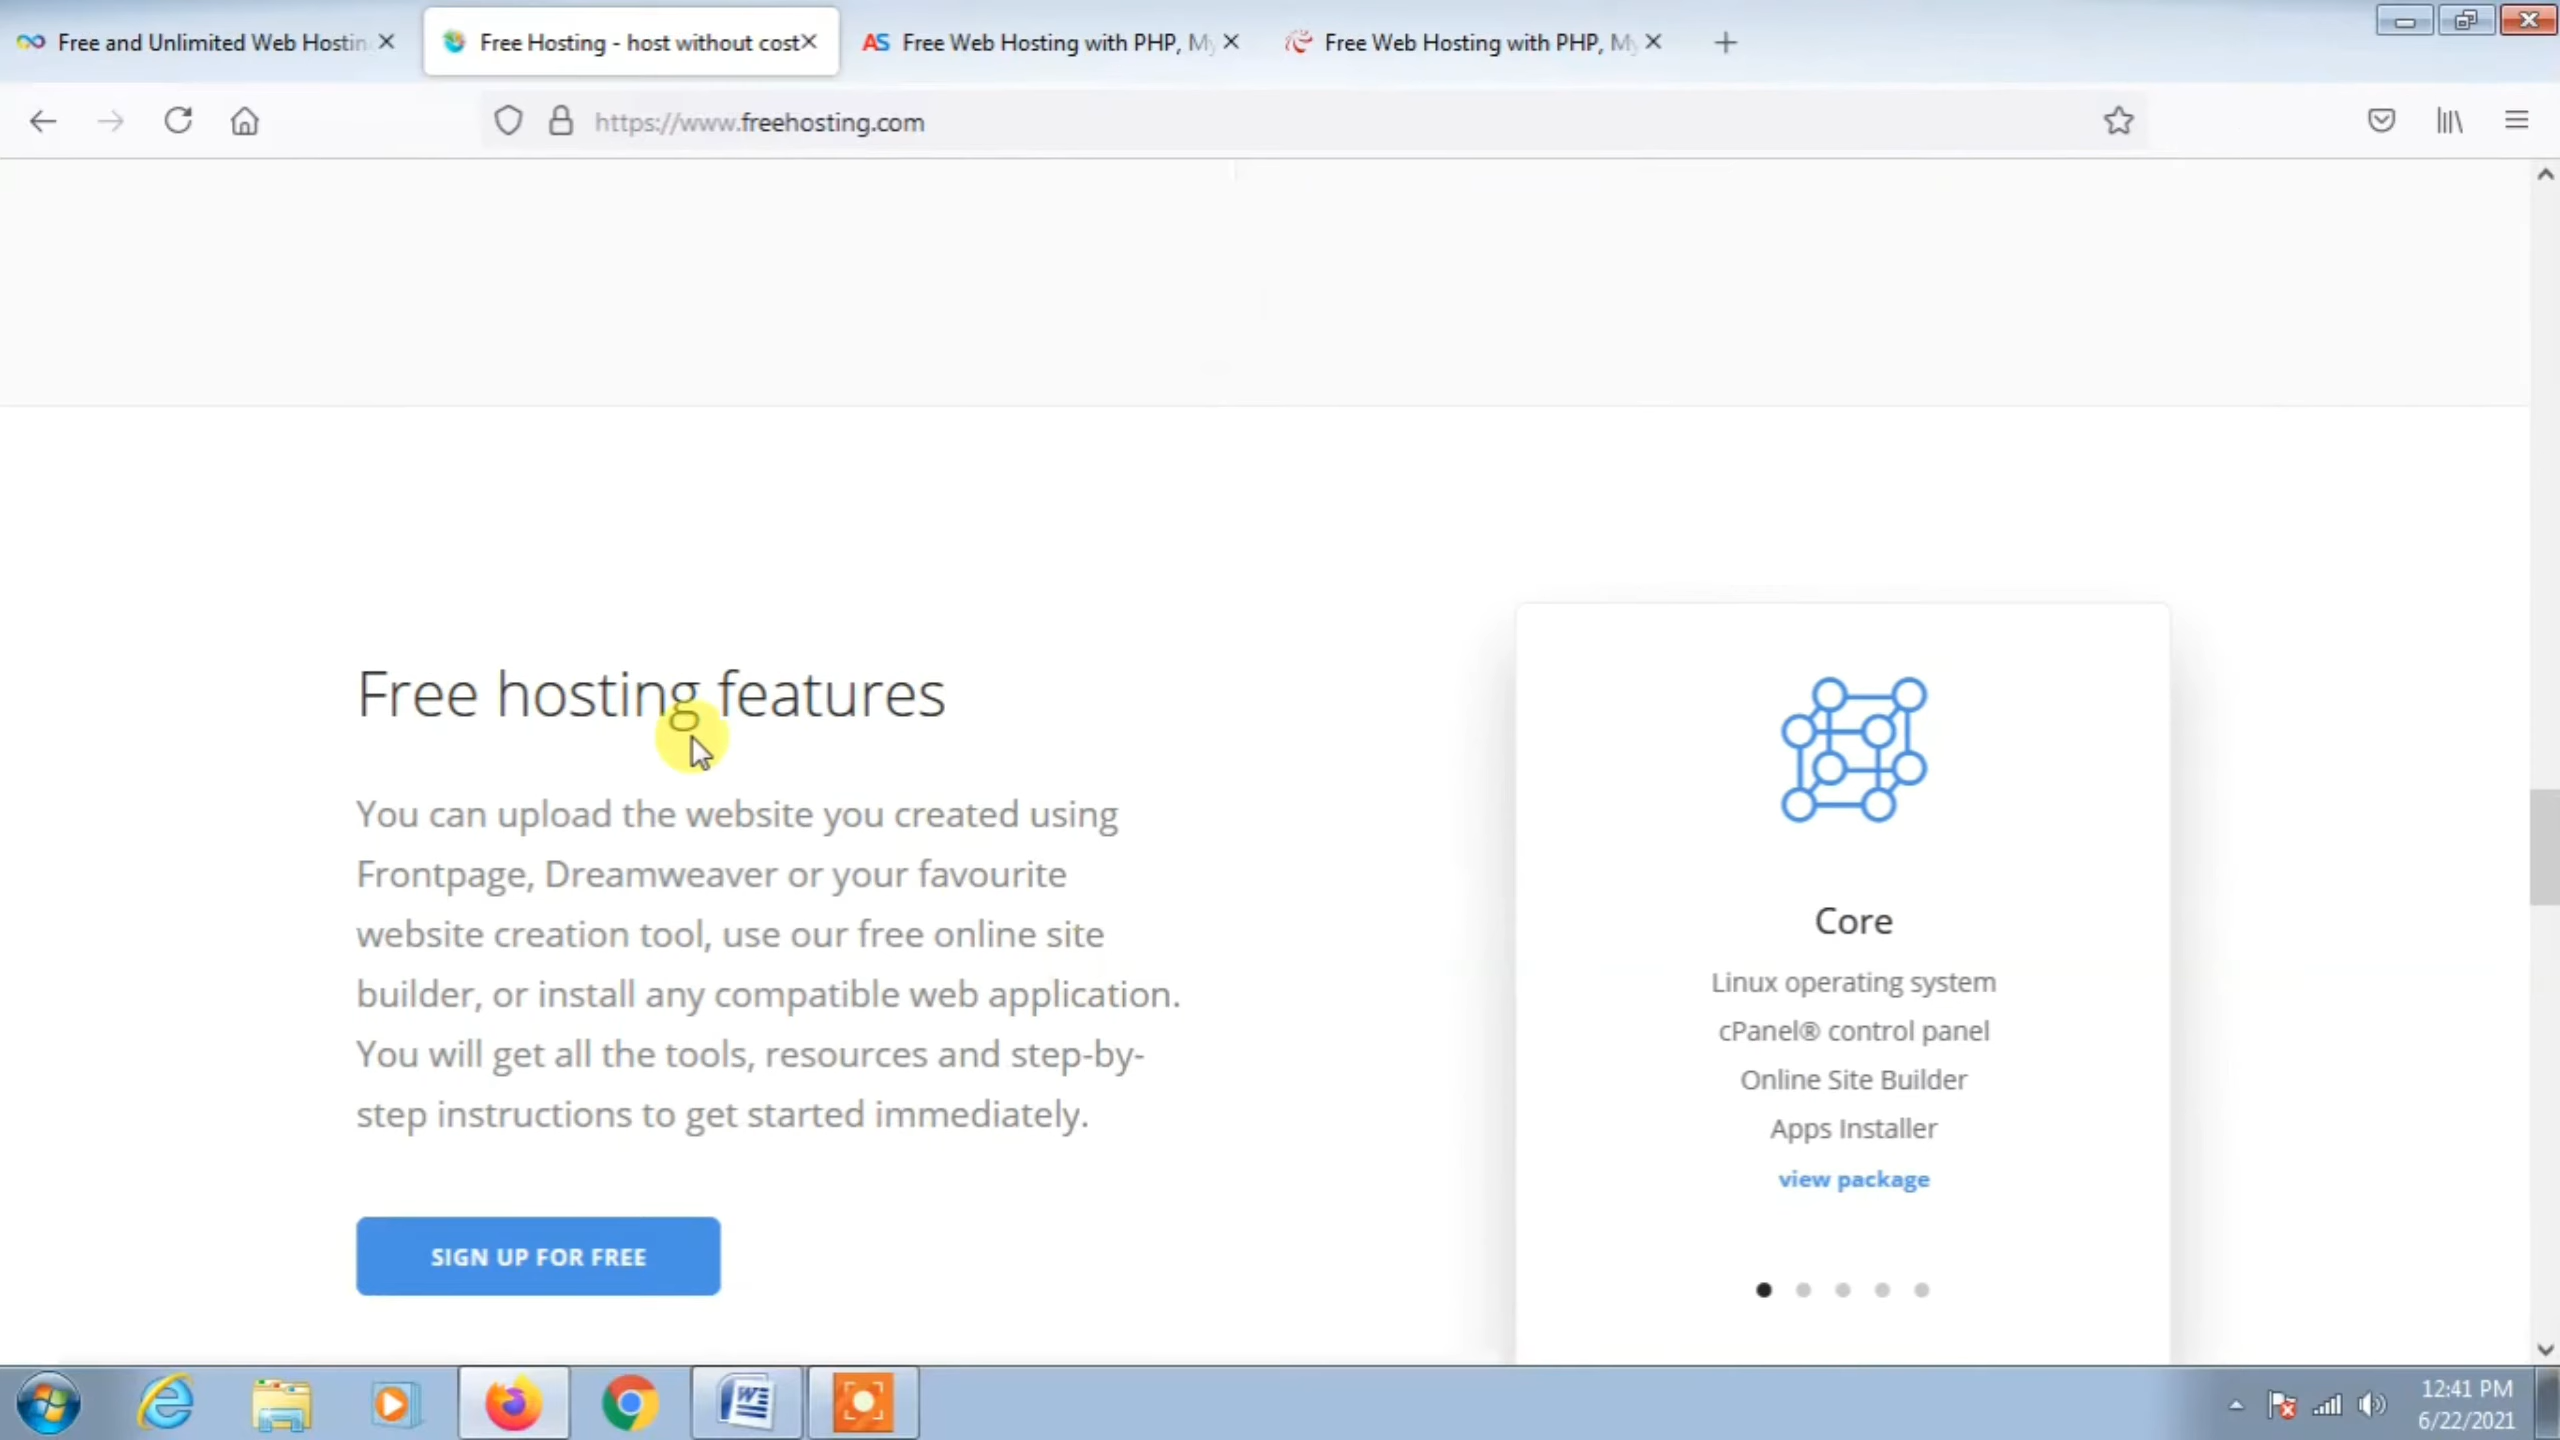 Free and Unlimited Web Hostin
Free Hosting - host without cost
AS Free Web Hosting with PHP, My
Free Web Hosting with PHP, My
https://www.freehosting.com
Free hosting features
You can upload the website you created using
Frontpage, Dreamweaver or your favourite
website creation tool, use our free online site
builder, or install any compatible web application.
You will get all the tools, resources and step-by-
step instructions to get started immediately.
SIGN UP FOR FREE
Core
Linux operating system
cPanel® control panel
Online Site Builder
Apps Installer
view package
12:41 PM
6/22/2021